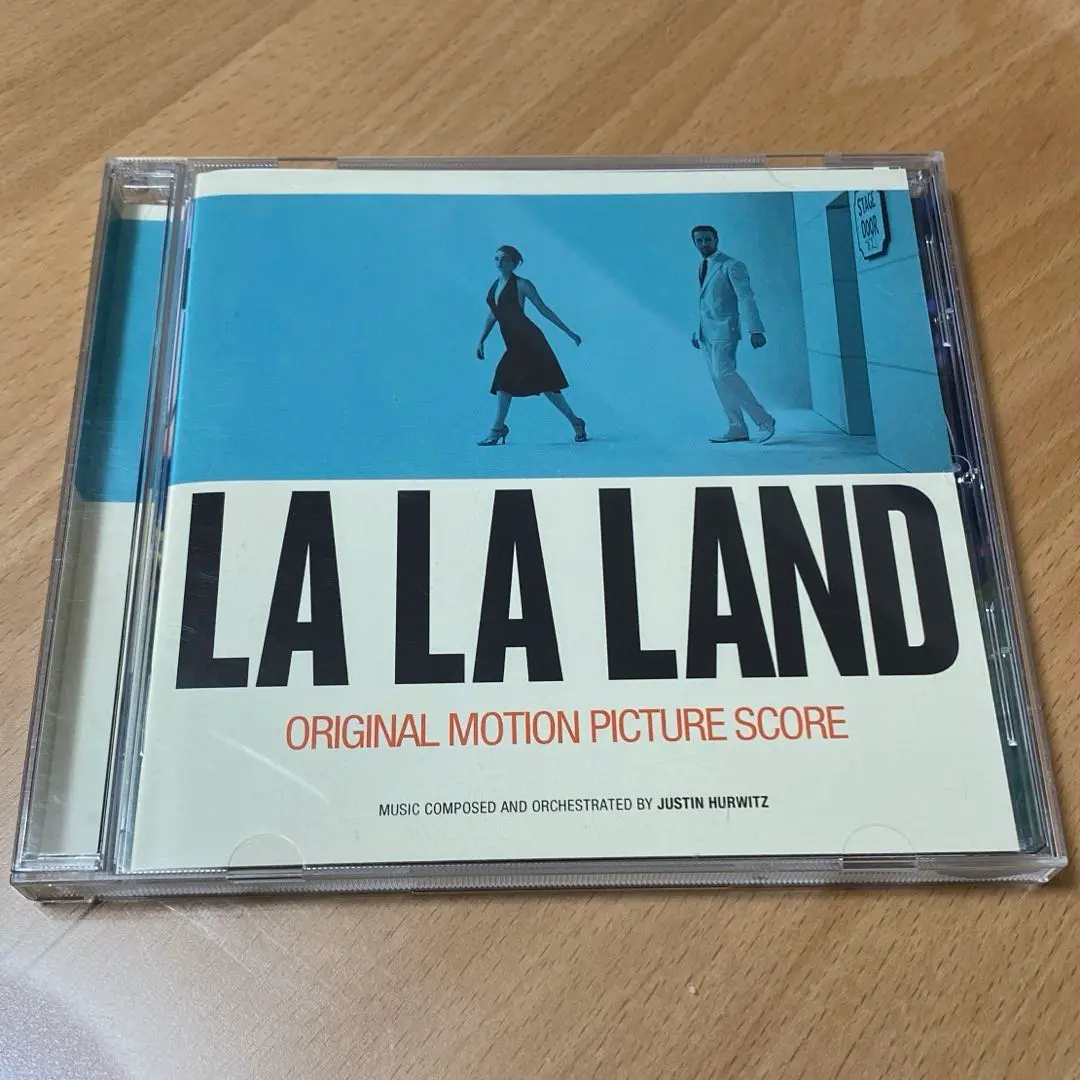 STAGE
DOOR
LA LA LAND
ORIGINAL MOTION PICTURE SCORE
MUSIC COMPOSED AND ORCHESTRATED BY JUSTIN HURWITZ